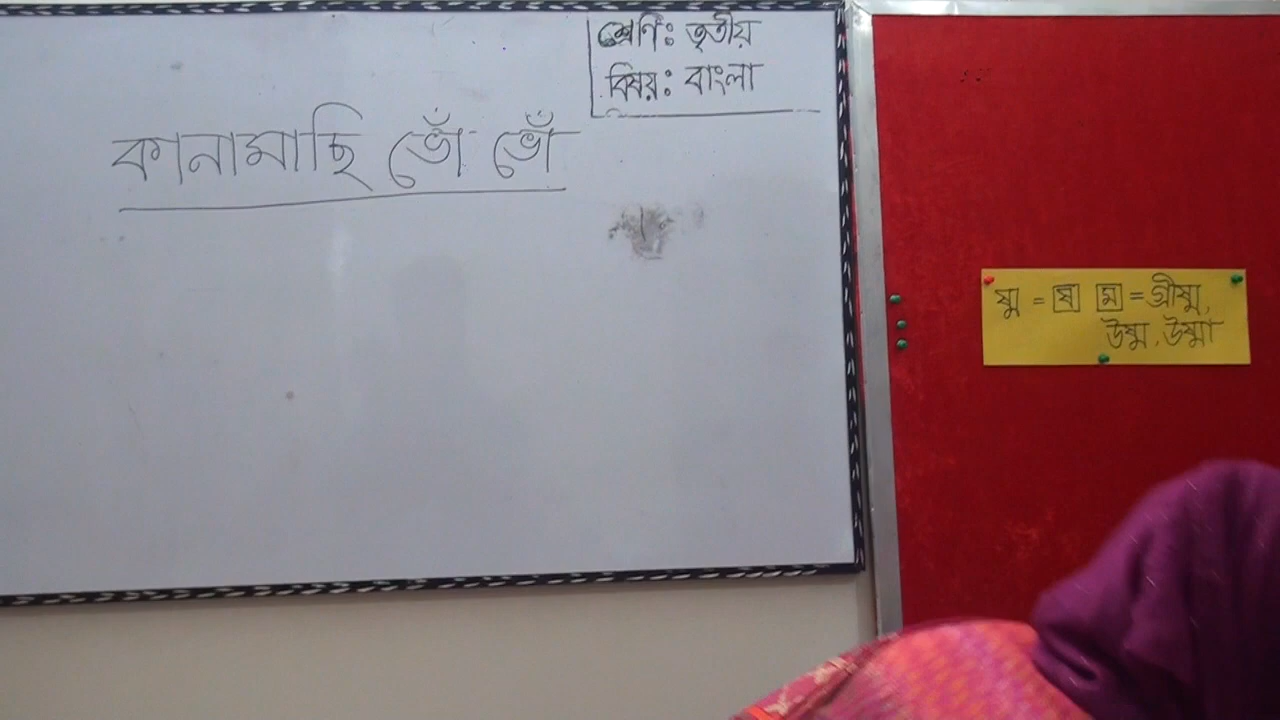 শ্রেণি: তৃতীয়
বিষয়: বাংলা
কানামাছি ভোঁ ভোঁ
ষ্ম = ষ ম = গ্রীষ্ম,
উষ্ম, উষ্মা